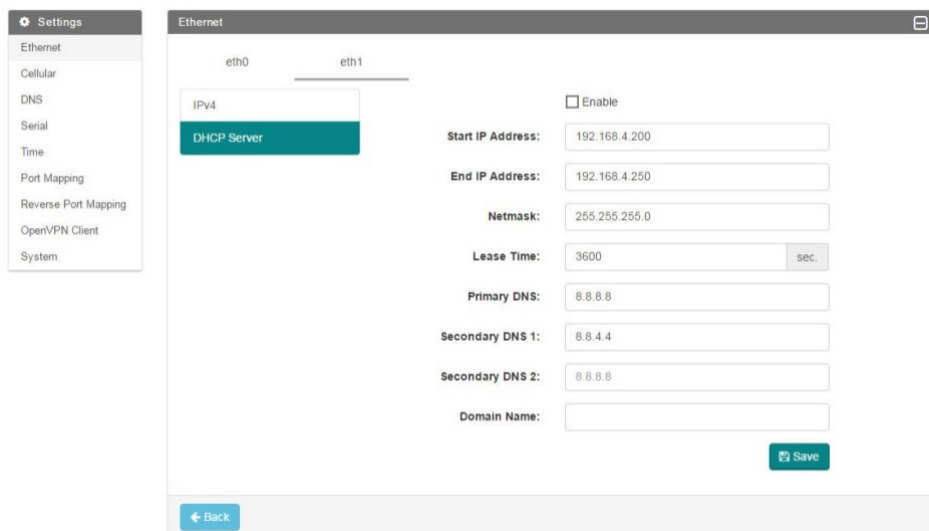 Settings
Ethernet
Cellular
DNS
Serial
Time
Port Mapping
Reverse Port Mapping
OpenVPN Client
System
Ethernet
eth0 eth1
IPv4
DHCP Server
Enable
Start IP Address: 192.168.4.200
End IP Address: 192.168.4.250
Netmask: 255.255.255.0
Lease Time: 3600 sec.
Primary DNS: 8.8.8.8
Secondary DNS 1: 8.8.4.4
Secondary DNS 2: 8.8.8.8
Domain Name:
Save
Back